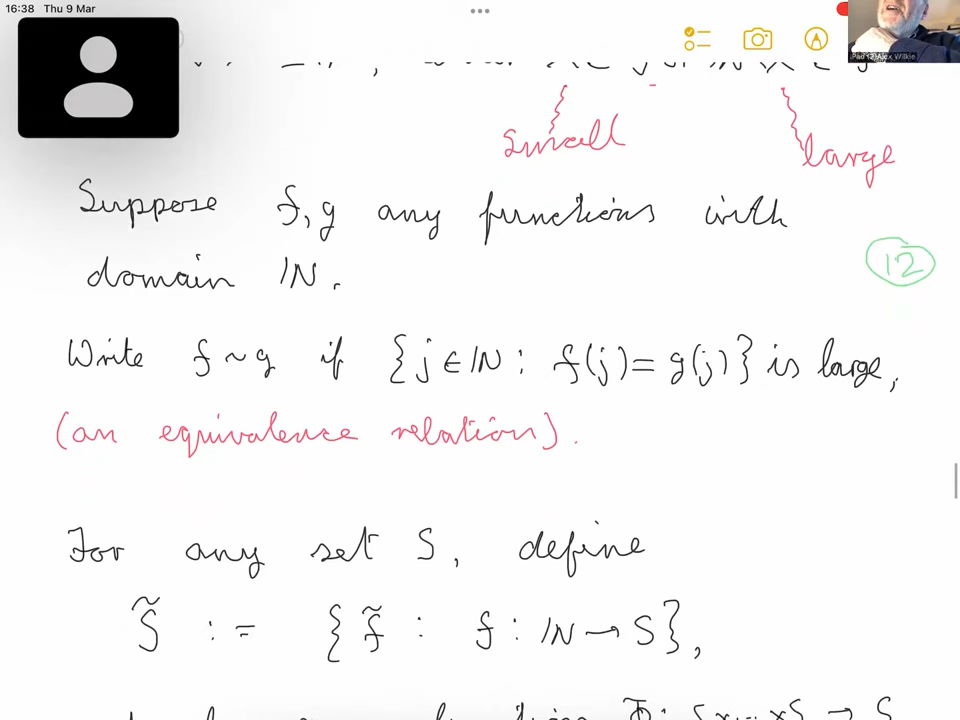 16:38 Thu 9 Mar
small
large
Suppose f, g any functions with
domain ℕ.
12
Write f ~ g if {j ∈ ℕ : f(j) = g(j)} is large,
(an equivalence relation).
For any set S, define
S̃ := {f̃ : f : ℕ → S},